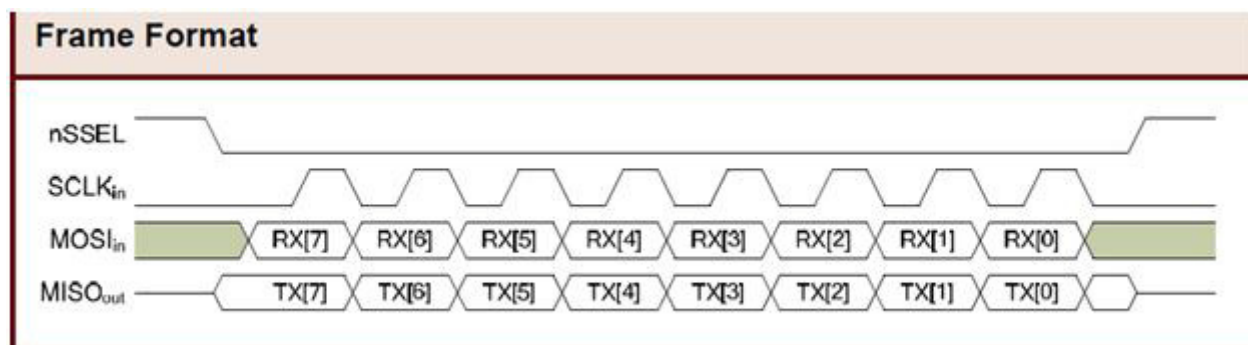 Frame Format
nSSEL
SCLKin
MOSIin RX[7] RX[6] RX[5] RX[4] RX[3] RX[2] RX[1] RX[0]
MISOout TX[7] TX[6] TX[5] TX[4] TX[3] TX[2] TX[1] TX[0]